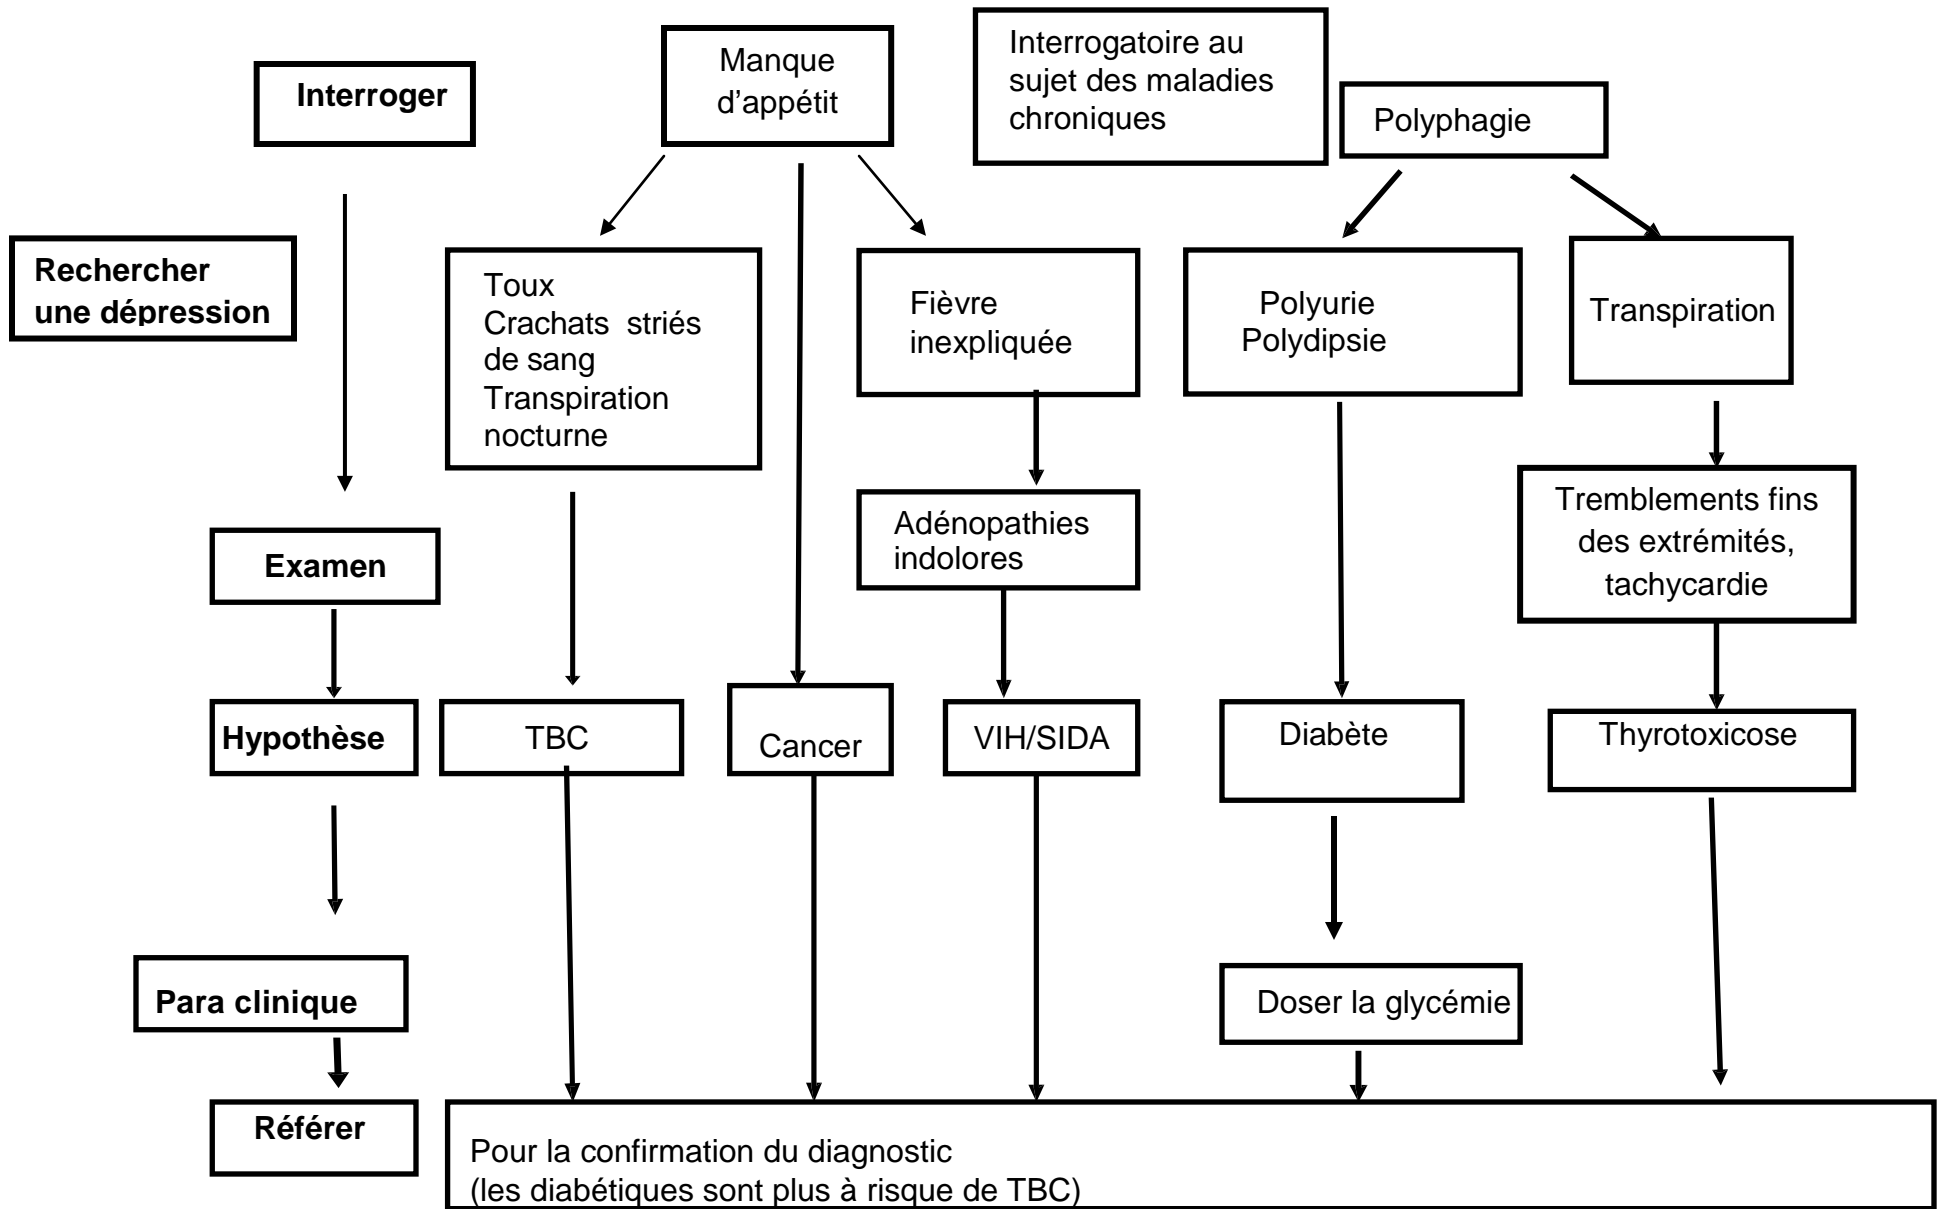 Interroger
Manque
d'appétit
Interrogatoire au
sujet des maladies
chroniques
Polyphagie
Rechercher
une dépression
Toux
Crachats striés
de sang
Transpiration
nocturne
Fièvre
inexpliquée
Polyurie
Polydipsie
Transpiration
Examen
Adénopathies
indolores
Tremblements fins
des extrémités,
tachycardie
Hypothèse
TBC
Cancer
VIH/SIDA
Diabète
Thyrotoxicose
Para clinique
Doser la glycémie
Référer
Pour la confirmation du diagnostic
(les diabétiques sont plus à risque de TBC)